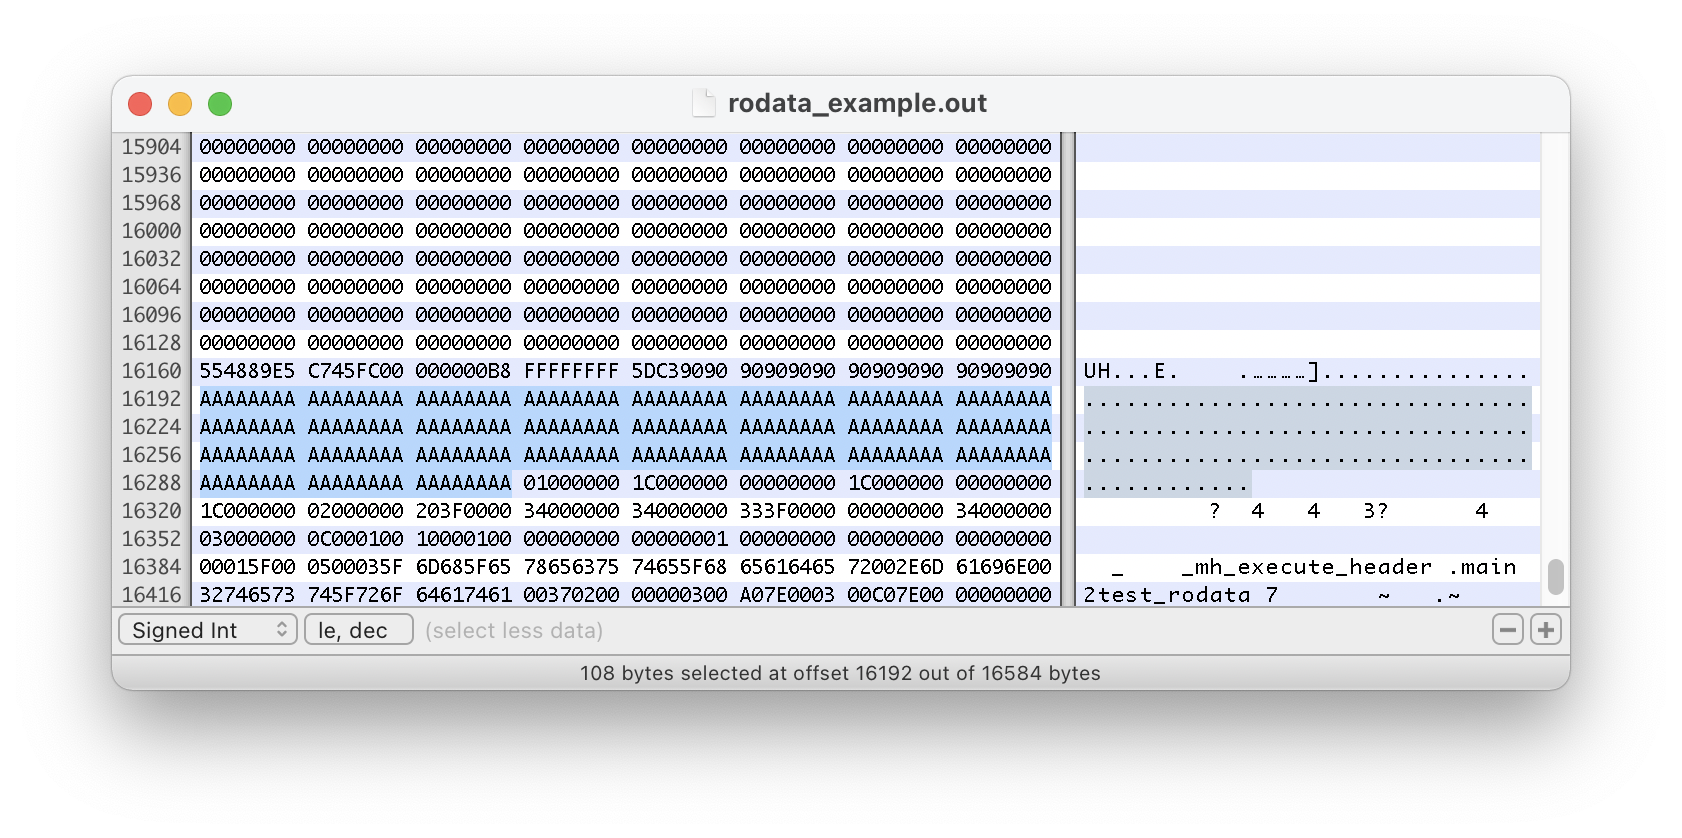 rodata_example.out
15904 00000000 00000000 00000000 00000000 00000000 00000000 00000000 00000000
15936 00000000 00000000 00000000 00000000 00000000 00000000 00000000 00000000
15968 00000000 00000000 00000000 00000000 00000000 00000000 00000000 00000000
16000 00000000 00000000 00000000 00000000 00000000 00000000 00000000 00000000
16032 00000000 00000000 00000000 00000000 00000000 00000000 00000000 00000000
16064 00000000 00000000 00000000 00000000 00000000 00000000 00000000 00000000
16096 00000000 00000000 00000000 00000000 00000000 00000000 00000000 00000000
16128 00000000 00000000 00000000 00000000 00000000 00000000 00000000 00000000
16160 554889E5 C745FC00 000000B8 FFFFFFFF 5DC39090 90909090 90909090 90909090 UH...E. .....]...............
16192 AAAAAAAA AAAAAAAA AAAAAAAA AAAAAAAA AAAAAAAA AAAAAAAA AAAAAAAA AAAAAAAA ................................
16224 AAAAAAAA AAAAAAAA AAAAAAAA AAAAAAAA AAAAAAAA AAAAAAAA AAAAAAAA AAAAAAAA ................................
16256 AAAAAAAA AAAAAAAA AAAAAAAA AAAAAAAA AAAAAAAA AAAAAAAA AAAAAAAA AAAAAAAA ................................
16288 AAAAAAAA AAAAAAAA AAAAAAAA 01000000 1C000000 00000000 1C000000 00000000 ............
16320 1C000000 02000000 203F0000 34000000 34000000 333F0000 00000000 34000000 ? 4 4 3? 4
16352 03000000 0C000100 10000100 00000000 00000001 00000000 00000000 00000000
16384 00015F00 0500035F 6D685F65 78656375 74655F68 65616465 72002E6D 61696E00 _ _mh_execute_header .main
16416 32746573 745F726F 64617461 00370200 00000300 A07E0003 00C07E00 00000000 2test_rodata 7 ~ .~
Signed Int le, dec (select less data)
108 bytes selected at offset 16192 out of 16584 bytes